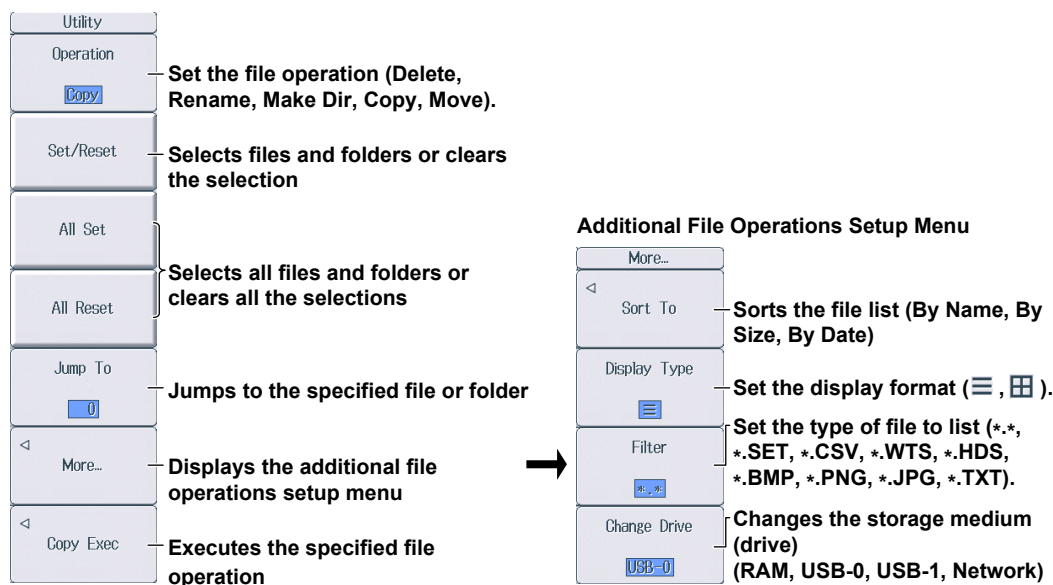 Utility
Operation
Copy
Set the file operation (Delete,
Rename, Make Dir, Copy, Move).
Set/Reset
Selects files and folders or clears
the selection
All Set
All Reset
Selects all files and folders or
clears all the selections
Jump To
0
Jumps to the specified file or folder
More...
Displays the additional file
operations setup menu
Copy Exec
Executes the specified file
operation
Additional File Operations Setup Menu
More...
Sort To
Sorts the file list (By Name, By
Size, By Date)
Display Type
Set the display format ( , ).
Filter
*.*
Set the type of file to list (*.*,
*.SET, *.CSV, *.WTS, *.HDS,
*.BMP, *.PNG, *.JPG, *.TXT).
Change Drive
USB-0
Changes the storage medium
(drive)
(RAM, USB-0, USB-1, Network)